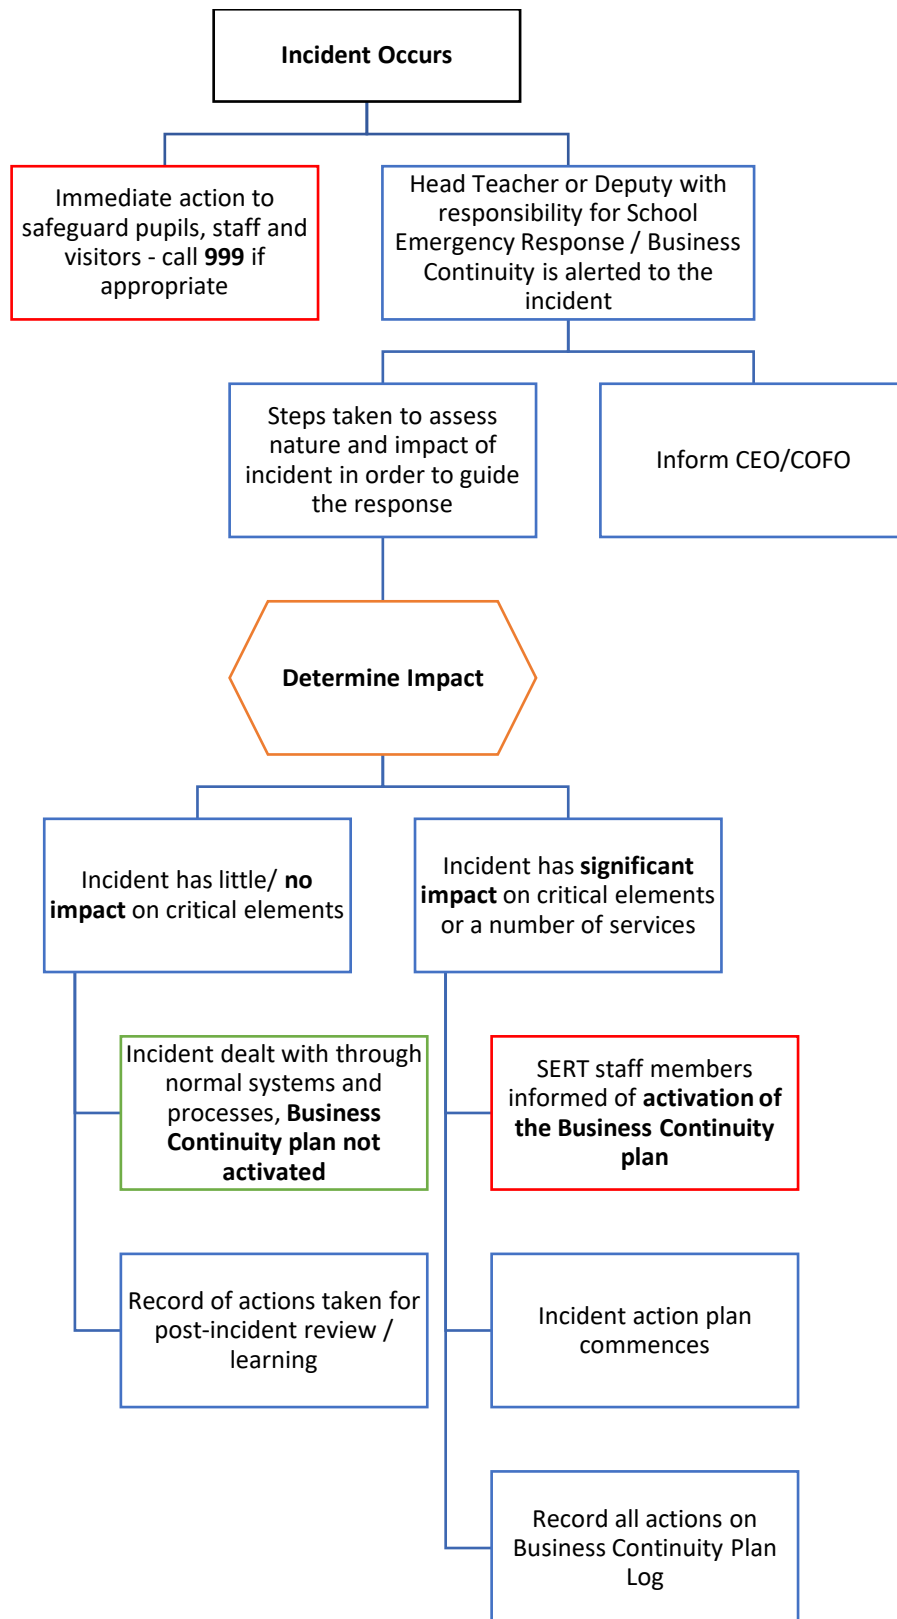 Incident Occurs
Immediate action to
safeguard pupils, staff and
visitors - call 999 if
appropriate
Head Teacher or Deputy with
responsibility for School
Emergency Response / Business
Continuity is alerted to the
incident
Steps taken to assess
nature and impact of
incident in order to guide
the response
Inform CEO/COFO
Determine Impact
Incident has little/ no
impact on critical elements
Incident has significant
impact on critical elements
or a number of services
Incident dealt with through
normal systems and
processes, Business
Continuity plan not
activated
SERT staff members
informed of activation of
the Business Continuity
plan
Record of actions taken for
post-incident review /
learning
Incident action plan
commences
Record all actions on
Business Continuity Plan
Log